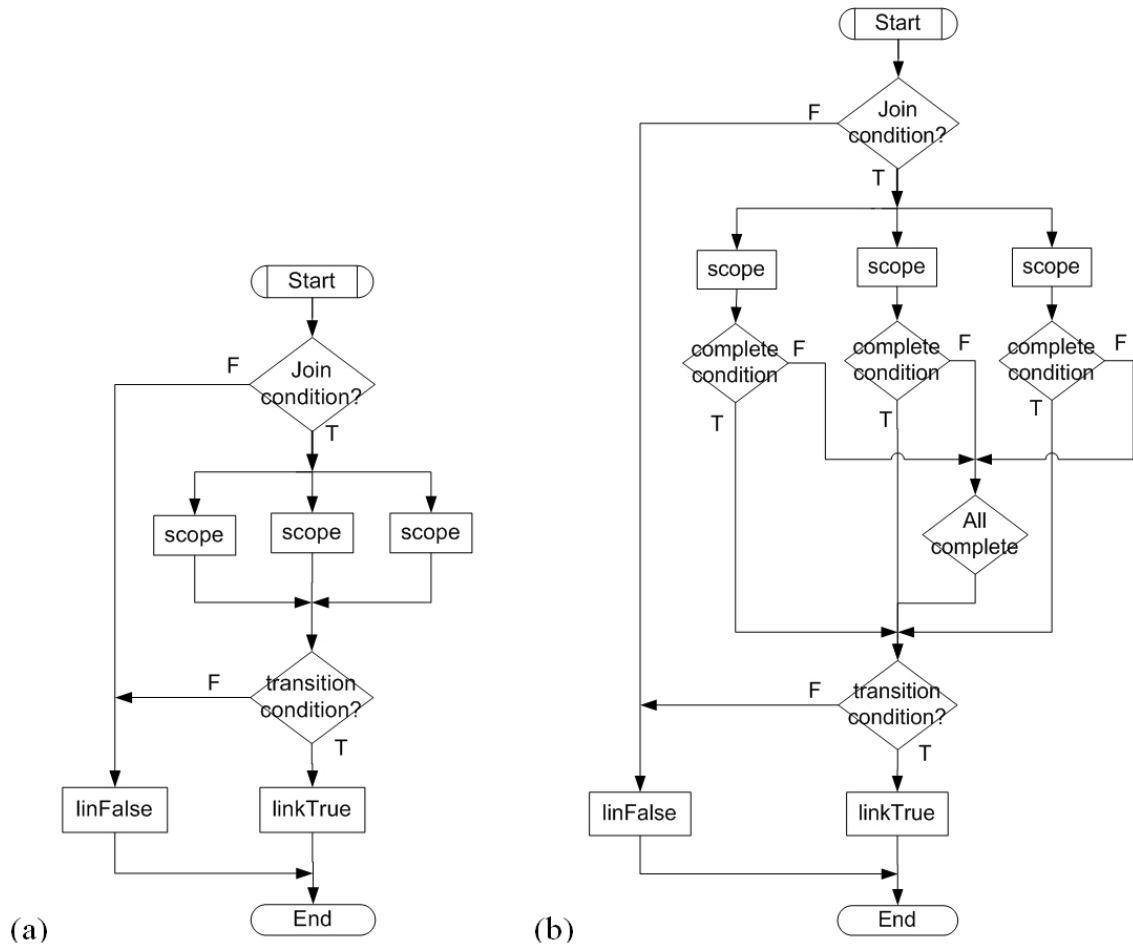 Start
Join
condition?
F
T
scope
scope
scope
transition
condition?
F
T
linFalse
linkTrue
End
(a)
Start
Join
condition?
F
T
scope
scope
scope
complete
condition
F
T
complete
condition
F
T
complete
condition
F
T
All
complete
transition
condition?
F
T
linFalse
linkTrue
End
(b)